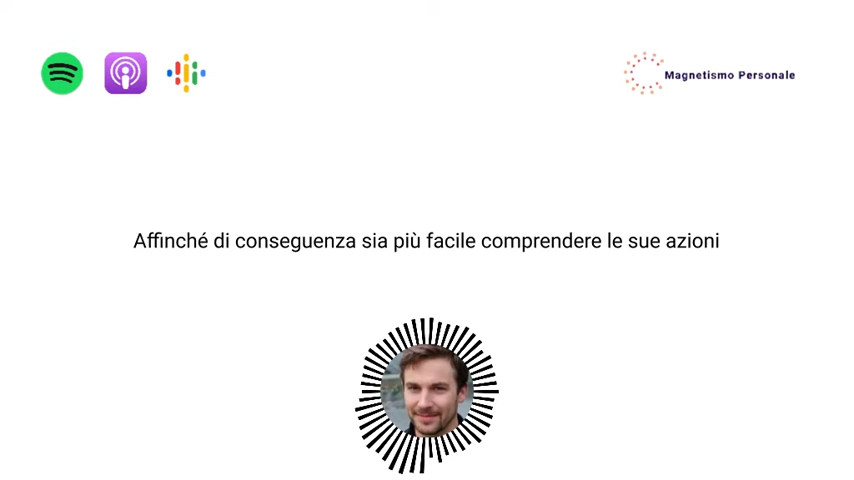 Magnetismo Personale
Affinché di conseguenza sia più facile comprendere le sue azioni